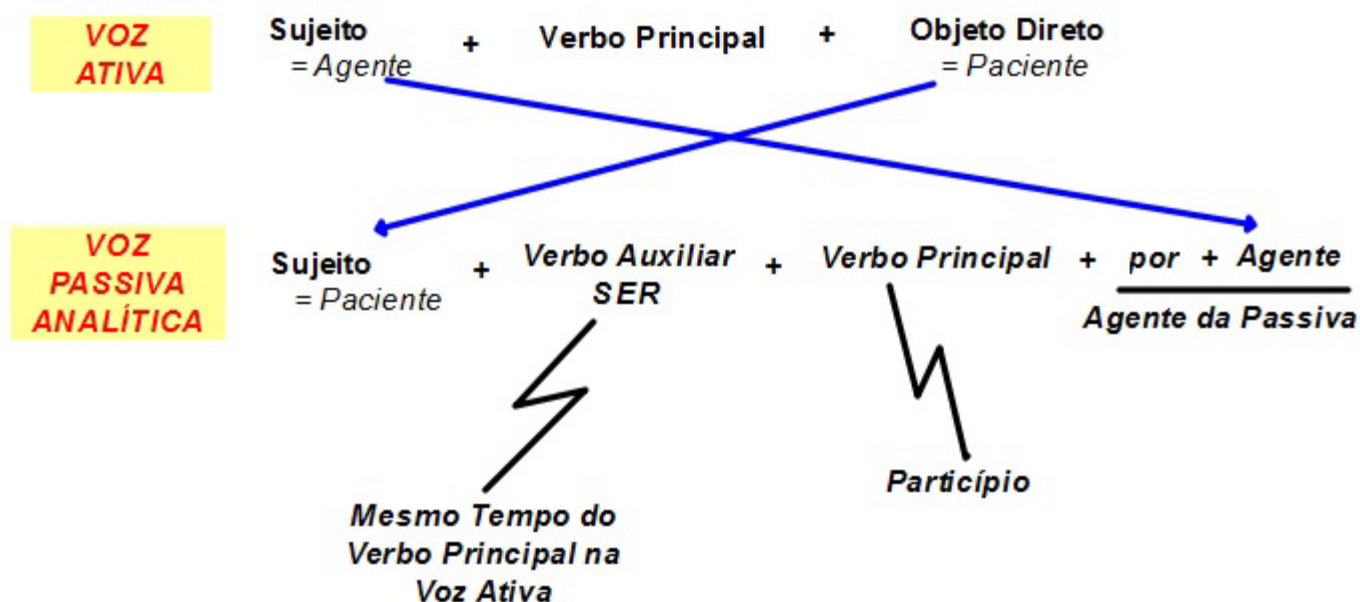 VOZ
ATIVA
Sujeito + Verbo Principal + Objeto Direto
= Agente = Paciente
VOZ
PASSIVA
ANALÍTICA
Sujeito + Verbo Auxiliar + Verbo Principal + por + Agente
= Paciente SER Agente da Passiva
Particípio
Mesmo Tempo do
Verbo Principal na
Voz Ativa